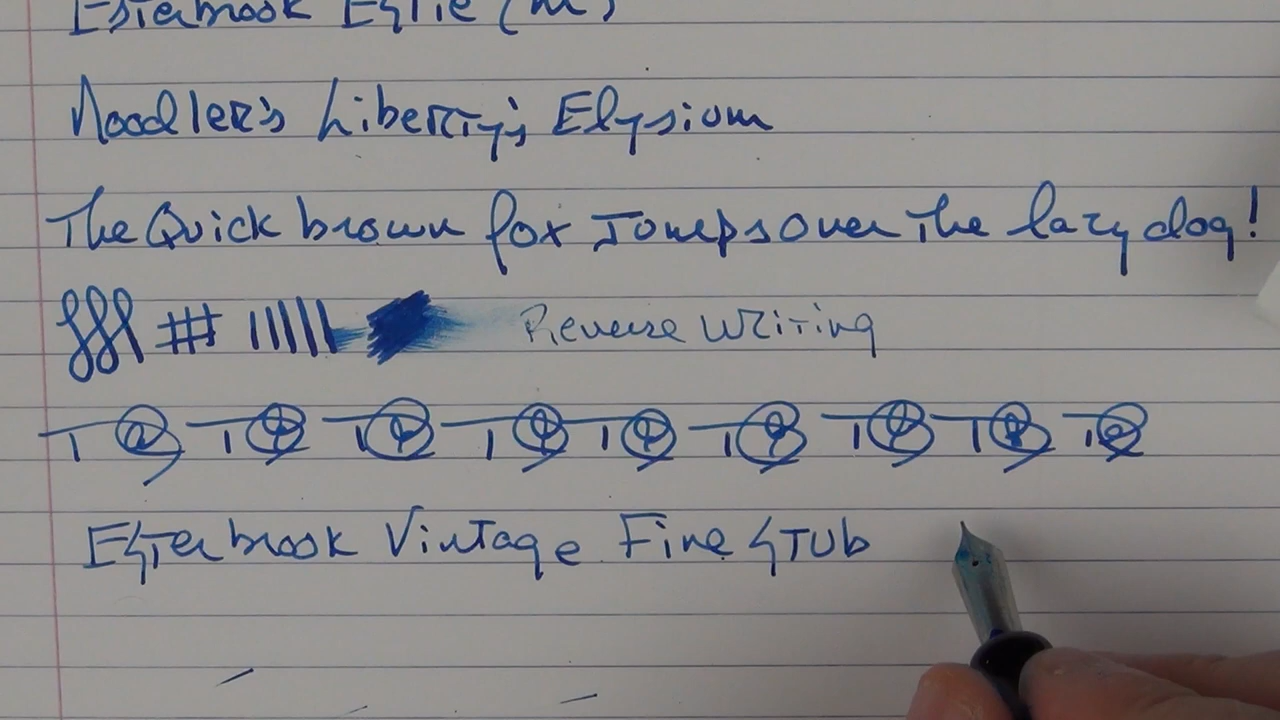 Esterbrook Estie (M)
Noodler's Liberty's Elysium
The Quick brown fox Jomps over The lazy dog!
Reverse Writing
Esterbrook Vintage Fine STUb